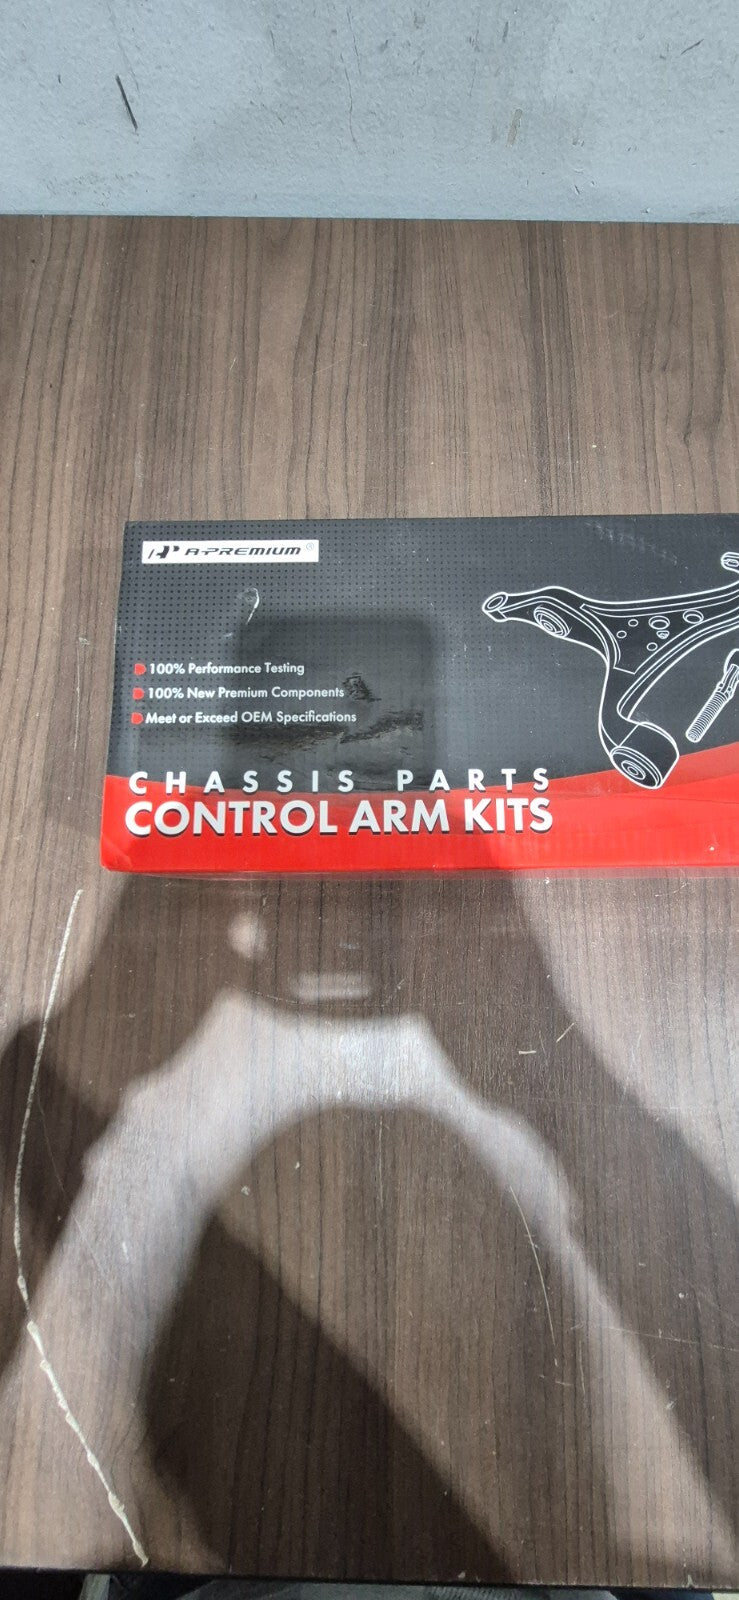 A-PREMIUM®
100% Performance Testing
100% New Premium Components
Meet or Exceed OEM Specifications
CHASSIS PARTS
CONTROL ARM KITS